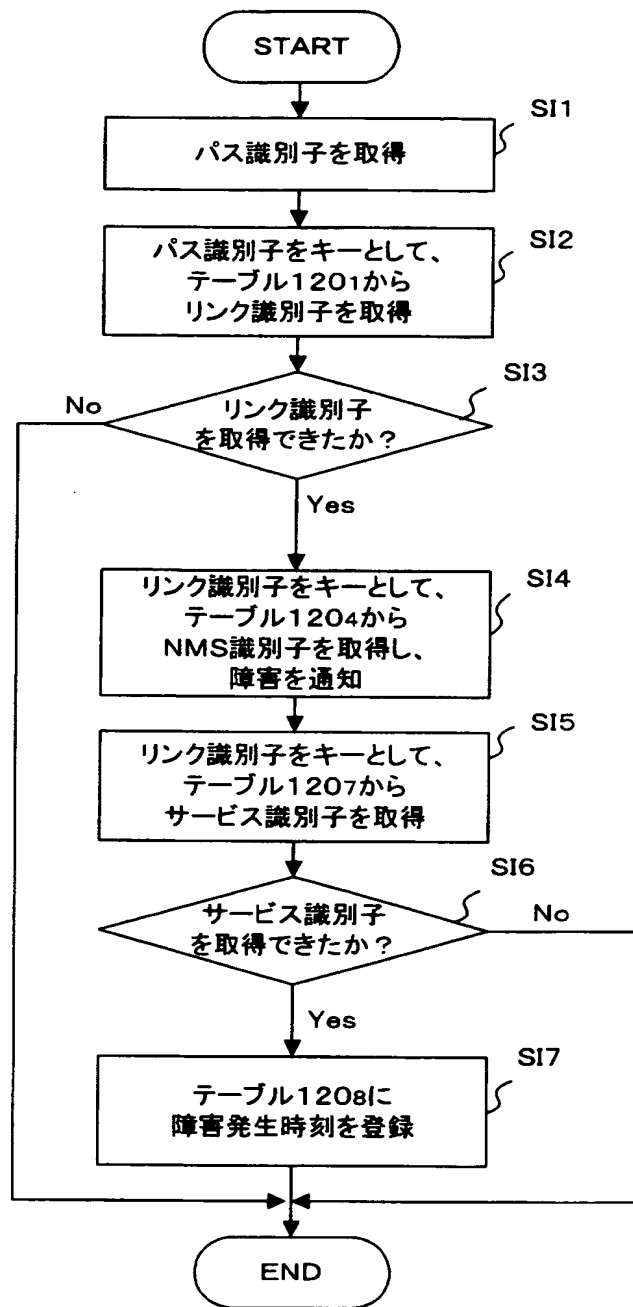 START
SI1
パス識別子を取得
SI2
パス識別子をキーとして、
テーブル120₁から
リンク識別子を取得
SI3
No
リンク識別子
を取得できたか？
Yes
SI4
リンク識別子をキーとして、
テーブル120₄から
NMS識別子を取得し、
障害を通知
SI5
リンク識別子をキーとして、
テーブル120₇から
サービス識別子を取得
SI6
サービス識別子
を取得できたか？
No
Yes
SI7
テーブル120₈に
障害発生時刻を登録
END